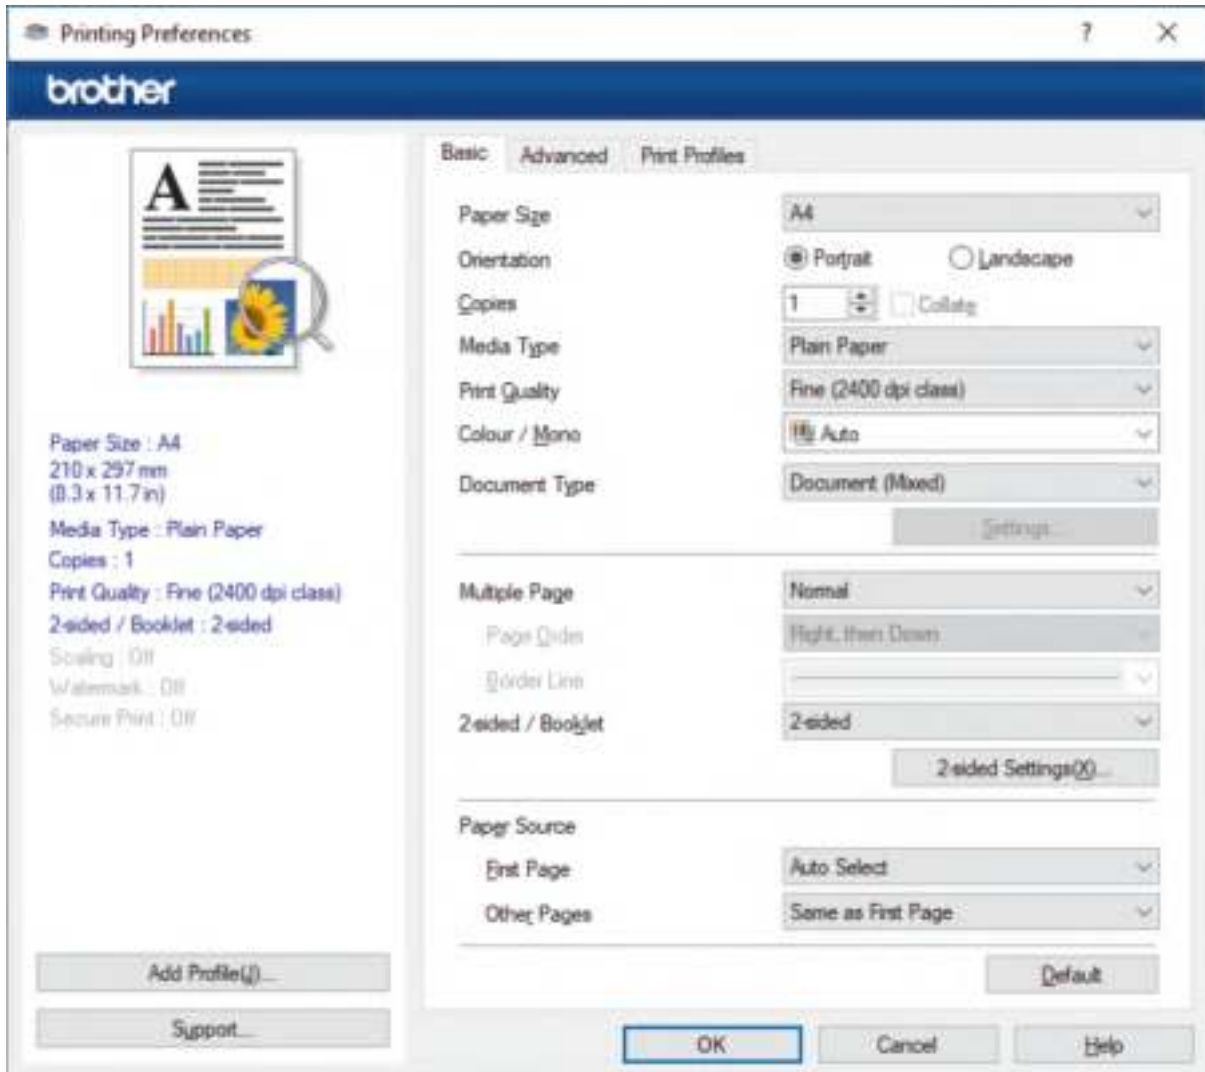 Printing Preferences
brother
A
Paper Size : A4
210 x 297 mm
(8.3 x 11.7 in)
Media Type : Plain Paper
Copies : 1
Print Quality : Fine (2400 dpi class)
2-sided / Booklet : 2-sided
Scaling : Off
Watermark : Off
Secure Print : Off
Add Profile(J)...
Support...
Basic Advanced Print Profiles
Paper Size A4
Orientation Portrait Landscape
Copies 1 Collate
Media Type Plain Paper
Print Quality Fine (2400 dpi class)
Colour / Mono Auto
Document Type Document (Mixed)
Settings...
Multiple Page Normal
Page Order Right, then Down
Border Line
2-sided / Booklet 2-sided
2-sided Settings(X)...
Paper Source
First Page Auto Select
Other Pages Same as First Page
Default
OK Cancel Help